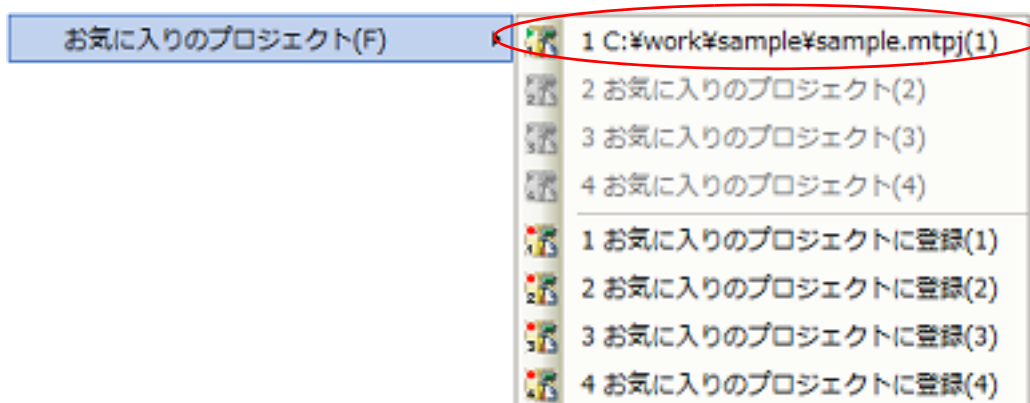 お気に入りのプロジェクト(F)
1 C:¥work¥sample¥sample.mtpj(1)
2 お気に入りのプロジェクト(2)
3 お気に入りのプロジェクト(3)
4 お気に入りのプロジェクト(4)
1 お気に入りのプロジェクトに登録(1)
2 お気に入りのプロジェクトに登録(2)
3 お気に入りのプロジェクトに登録(3)
4 お気に入りのプロジェクトに登録(4)